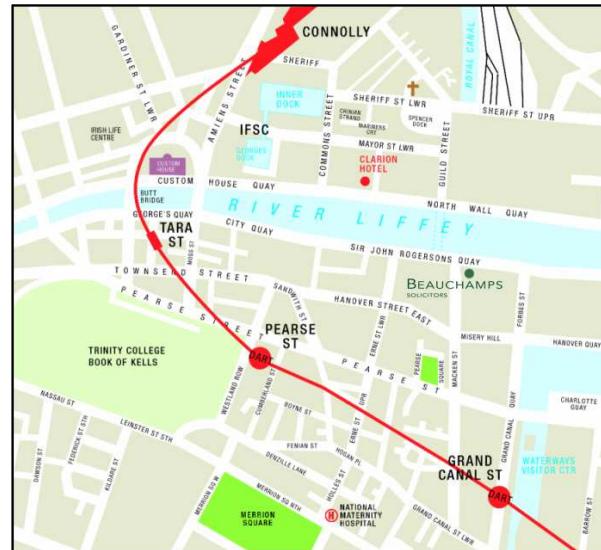 CONNOLLY
GARDINER ST LWR
AMIENS STREET
SHERIFF
ROYAL CANAL
INNER
DOCK
SHERIFF ST LWR
SHERIFF ST UPR
IRISH LIFE
CENTRE
IFSC
GEORGES DOCK
COMMONS STREET
MARINERS
SPENCER
DOCK
MAYOR ST LWR
GUILD STREET
CLARION
HOTEL
CUSTOM
HOUSE
CUSTOM HOUSE QUAY
NORTH WALL QUAY
BUTT
BRIDGE
RIVER LIFFEY
GEORGE'S QUAY
CITY QUAY
SIR JOHN ROGERSONS QUAY
TARA
ST
MOSS ST
TOWNSEND STREET
SANDWITH ST
BEAUCHAMPS
SOLICITORS
HANOVER STREET EAST
FORBES ST
PEARSE STREET
PEARSE
ST
DART
MISERY HILL
HANOVER QUAY
ERNE ST LWR
PEARSE ST
PEARSE
SQUARE
MACKEN ST
TRINITY COLLEGE
BOOK OF KELLS
WESTLAND ROW
CUMBERLAND ST
CHARLOTTE
QUAY
GRAND CANAL QUAY
NASSAU ST
LEINSTER ST STH
BOYNE ST
ERNE ST UPR
FENIAN ST
HOGAN PL
DENZILLE LANE
DAWSON ST
FEDERICK ST STH
KILDARE ST
GRAND
CANAL ST
DART
WATERWAYS
VISITOR CTR
MERRION SQ W
MERRION SQ NTH
HOLLES ST
MERRION
SQUARE
H
NATIONAL
MATERNITY
HOSPITAL
GRAND CANAL ST LWR
BARROW ST